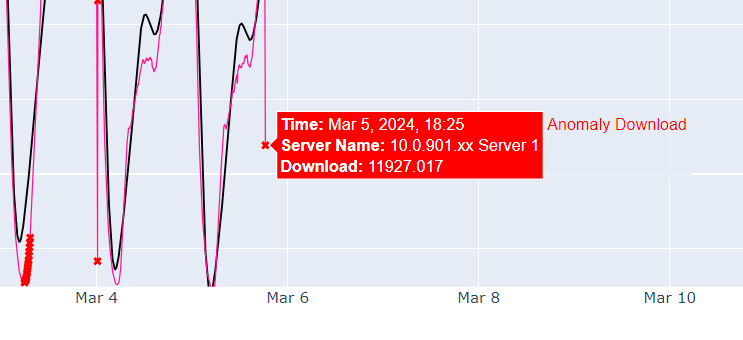 Time: Mar 5, 2024, 18:25
Anomaly Download
Server Name: 10.0.901.xx Server 1
Download: 11927.017
Mar 4
Mar 6
Mar 8
Mar 10